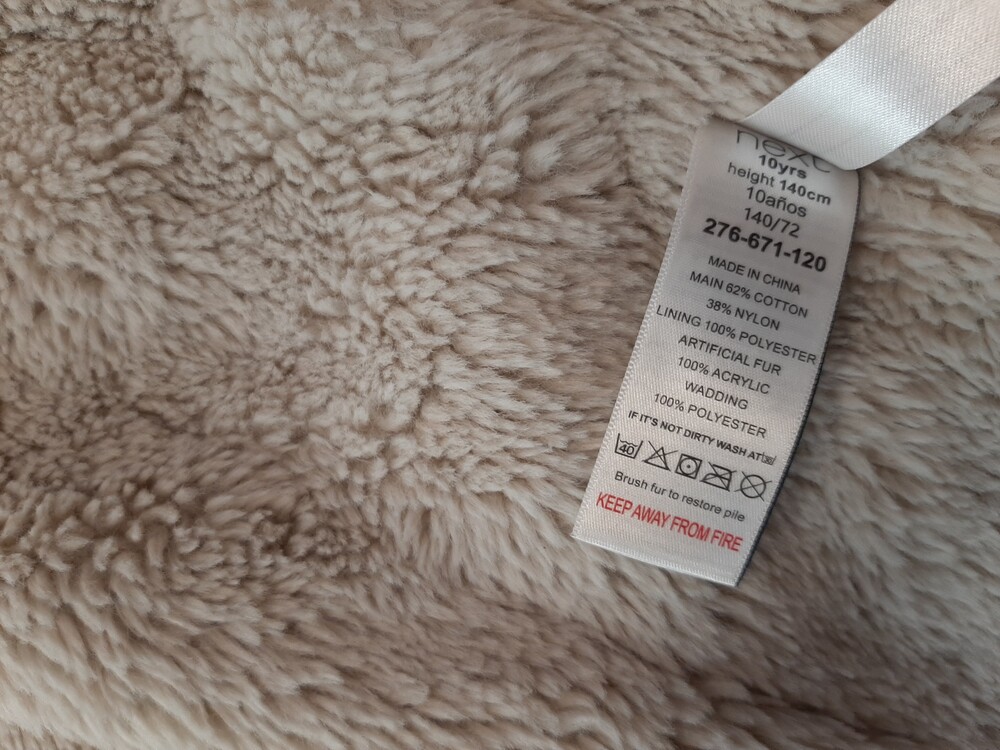 next
10yrs
height 140cm
10años
140/72
276-671-120
MADE IN CHINA
MAIN 62% COTTON
38% NYLON
LINING 100% POLYESTER
ARTIFICIAL FUR
100% ACRYLIC
WADDING
100% POLYESTER
IF IT'S NOT DIRTY WASH AT
40
Brush fur to restore pile
KEEP AWAY FROM FIRE